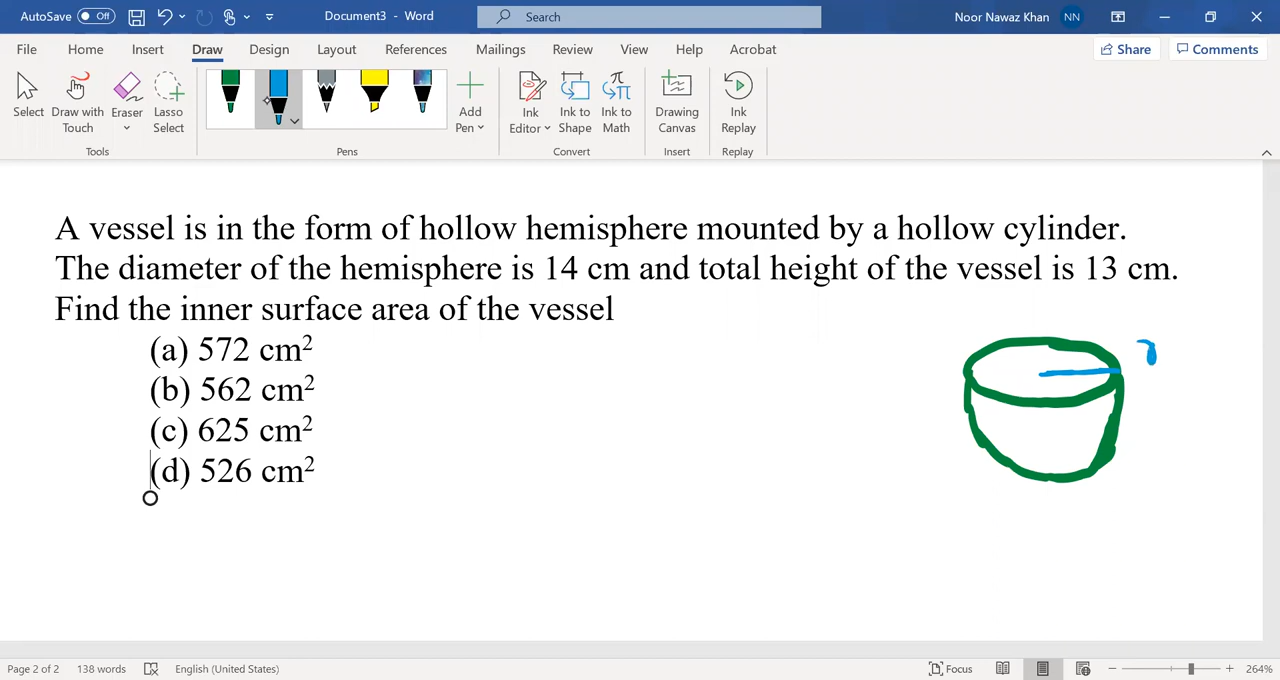 AutoSave Off Document3 - Word Search Noor Nawaz Khan NN
File Home Insert Draw Design Layout References Mailings Review View Help Acrobat Share Comments
Select Draw with Touch Eraser Lasso Select Add Pen Ink Editor Ink to Shape Ink to Math Drawing Canvas Ink Replay
Tools Pens Convert Insert Replay
A vessel is in the form of hollow hemisphere mounted by a hollow cylinder.
The diameter of the hemisphere is 14 cm and total height of the vessel is 13 cm.
Find the inner surface area of the vessel
(a) 572 cm²
(b) 562 cm²
(c) 625 cm²
(d) 526 cm²
Page 2 of 2 138 words English (United States) Focus 264%